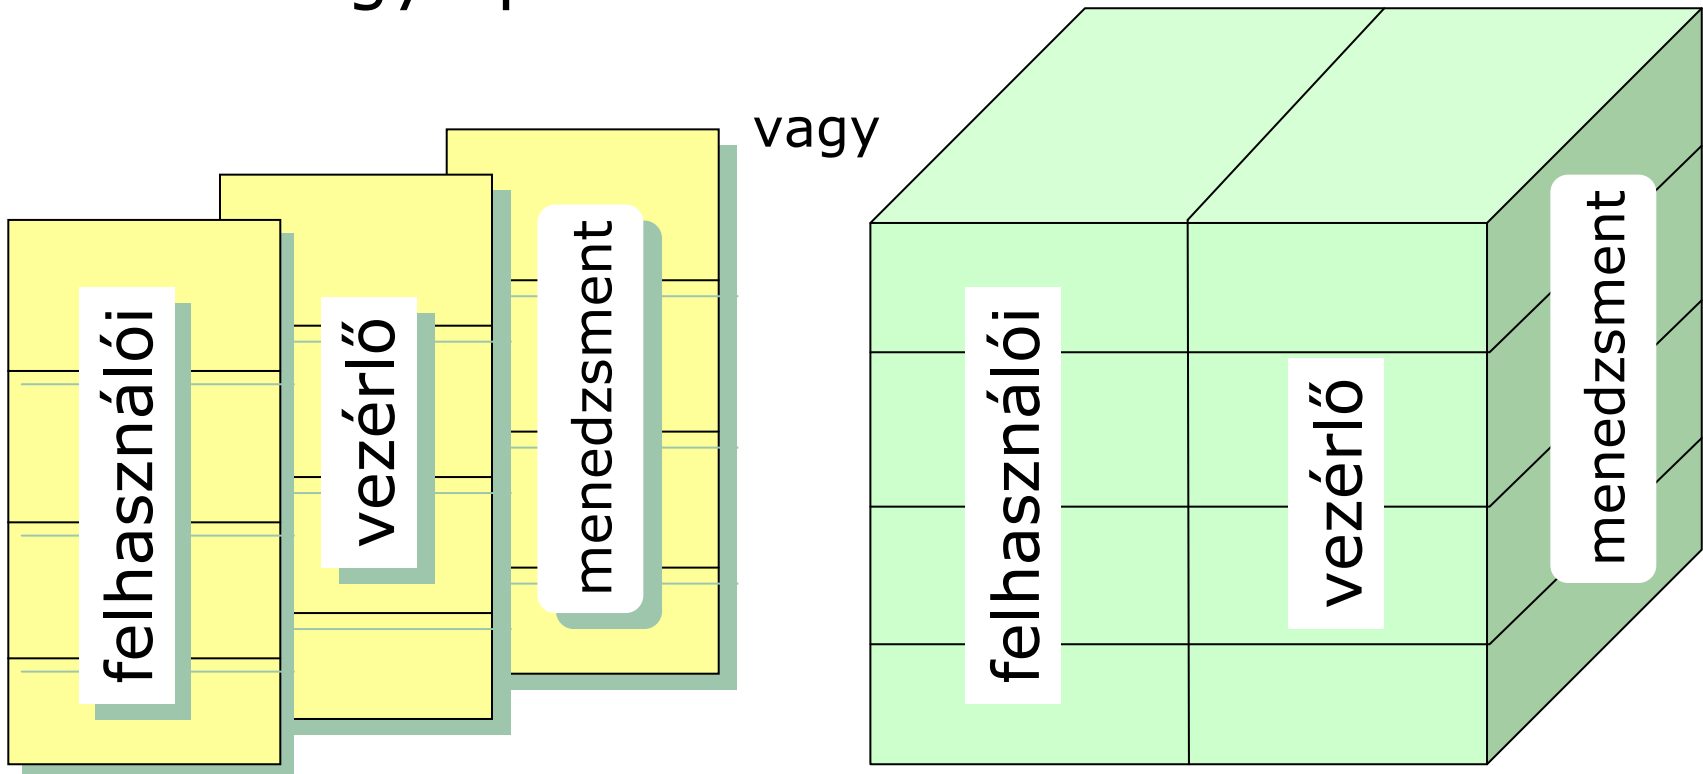 vagy
felhasználói
vezérlő
menedzsment
felhasználói
vezérlő
menedzsment